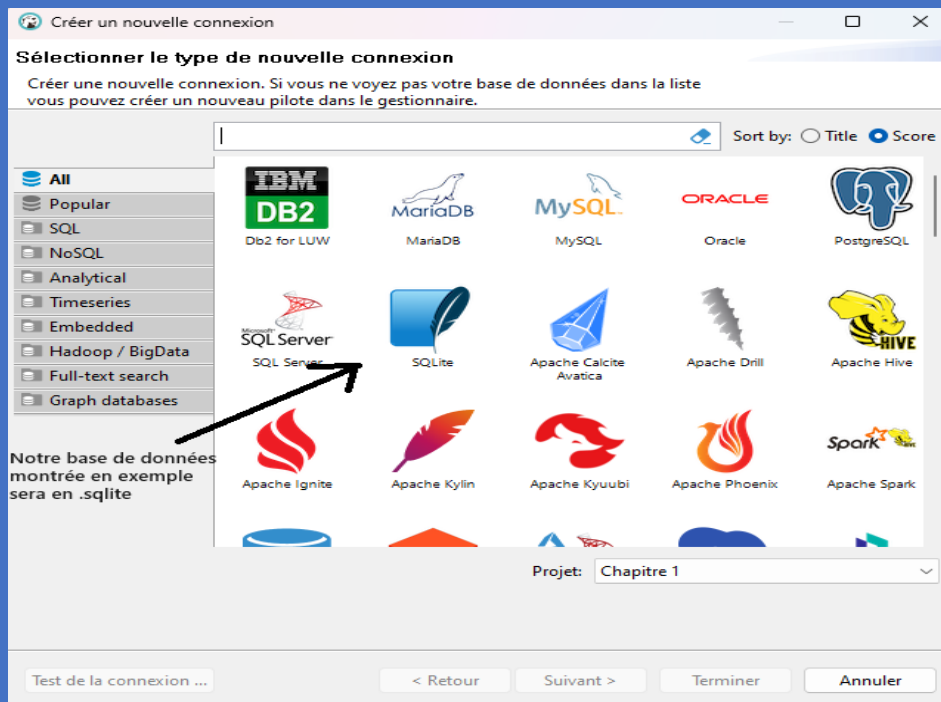 Créer un nouvelle connexion
Sélectionner le type de nouvelle connexion
Créer une nouvelle connexion. Si vous ne voyez pas votre base de données dans la liste
vous pouvez créer un nouveau pilote dans le gestionnaire.
Sort by: Title Score
All
Popular
SQL
NoSQL
Analytical
Timeseries
Embedded
Hadoop / BigData
Full-text search
Graph databases
IBM
DB2
MariaDB
MySQL
ORACLE
Db2 for LUW
MariaDB
MySQL
Oracle
PostgreSQL
Microsoft
SQL Server
HIVE
SQL Server
SQLite
Apache Calcite
Avatica
Apache Drill
Apache Hive
Spark
Apache Ignite
Apache Kylin
Apache Kyuubi
Apache Phoenix
Apache Spark
Notre base de données
montrée en exemple
sera en .sqlite
Projet: Chapitre 1
Test de la connexion ...
< Retour
Suivant >
Terminer
Annuler